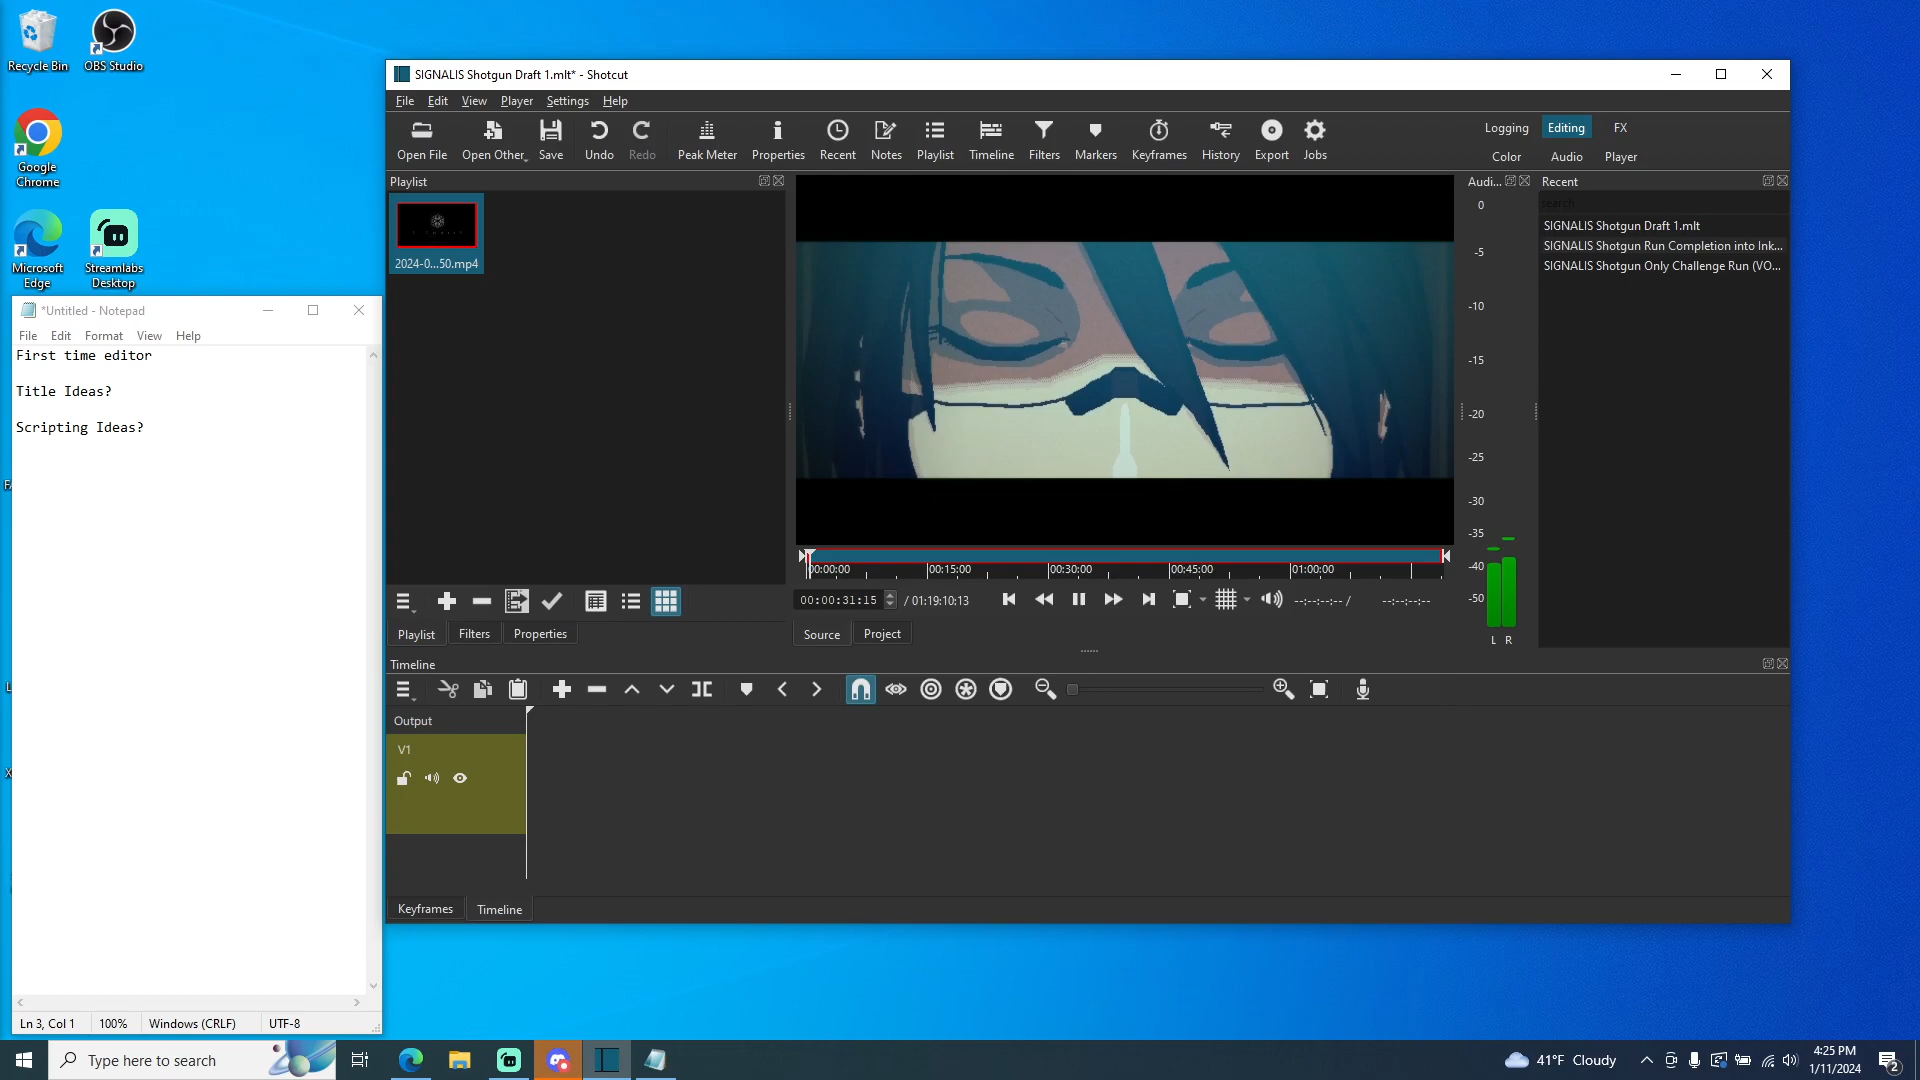 Recycle Bin
OBS Studio
Google
Chrome
Microsoft
Edge
Streamlabs
Desktop
*Untitled - Notepad
File Edit Format View Help
First time editor
Title Ideas?
Scripting Ideas?
Ln 3, Col 1 100% Windows (CRLF) UTF-8
SIGNALIS Shotgun Draft 1.mlt* - Shotcut
File Edit View Player Settings Help
Open File Open Other Save Undo Redo Peak Meter Properties Recent Notes Playlist Timeline Filters Markers Keyframes History Export Jobs
Logging Editing FX
Color Audio Player
Playlist
2024-0...50.mp4
Playlist Filters Properties
00:00:00 00:15:00 00:30:00 00:45:00 01:00:00
00:00:31:15 / 01:19:10:13 --:--:--:-- / --:--:--:--
Source Project
Audi...
0
-5
-10
-15
-20
-25
-30
-35
-40
-50
L R
Recent
search
SIGNALIS Shotgun Draft 1.mlt
SIGNALIS Shotgun Run Completion into Ink...
SIGNALIS Shotgun Only Challenge Run (VO...
Timeline
Output
V1
Keyframes Timeline
Type here to search
41°F Cloudy
4:25 PM
1/11/2024
2